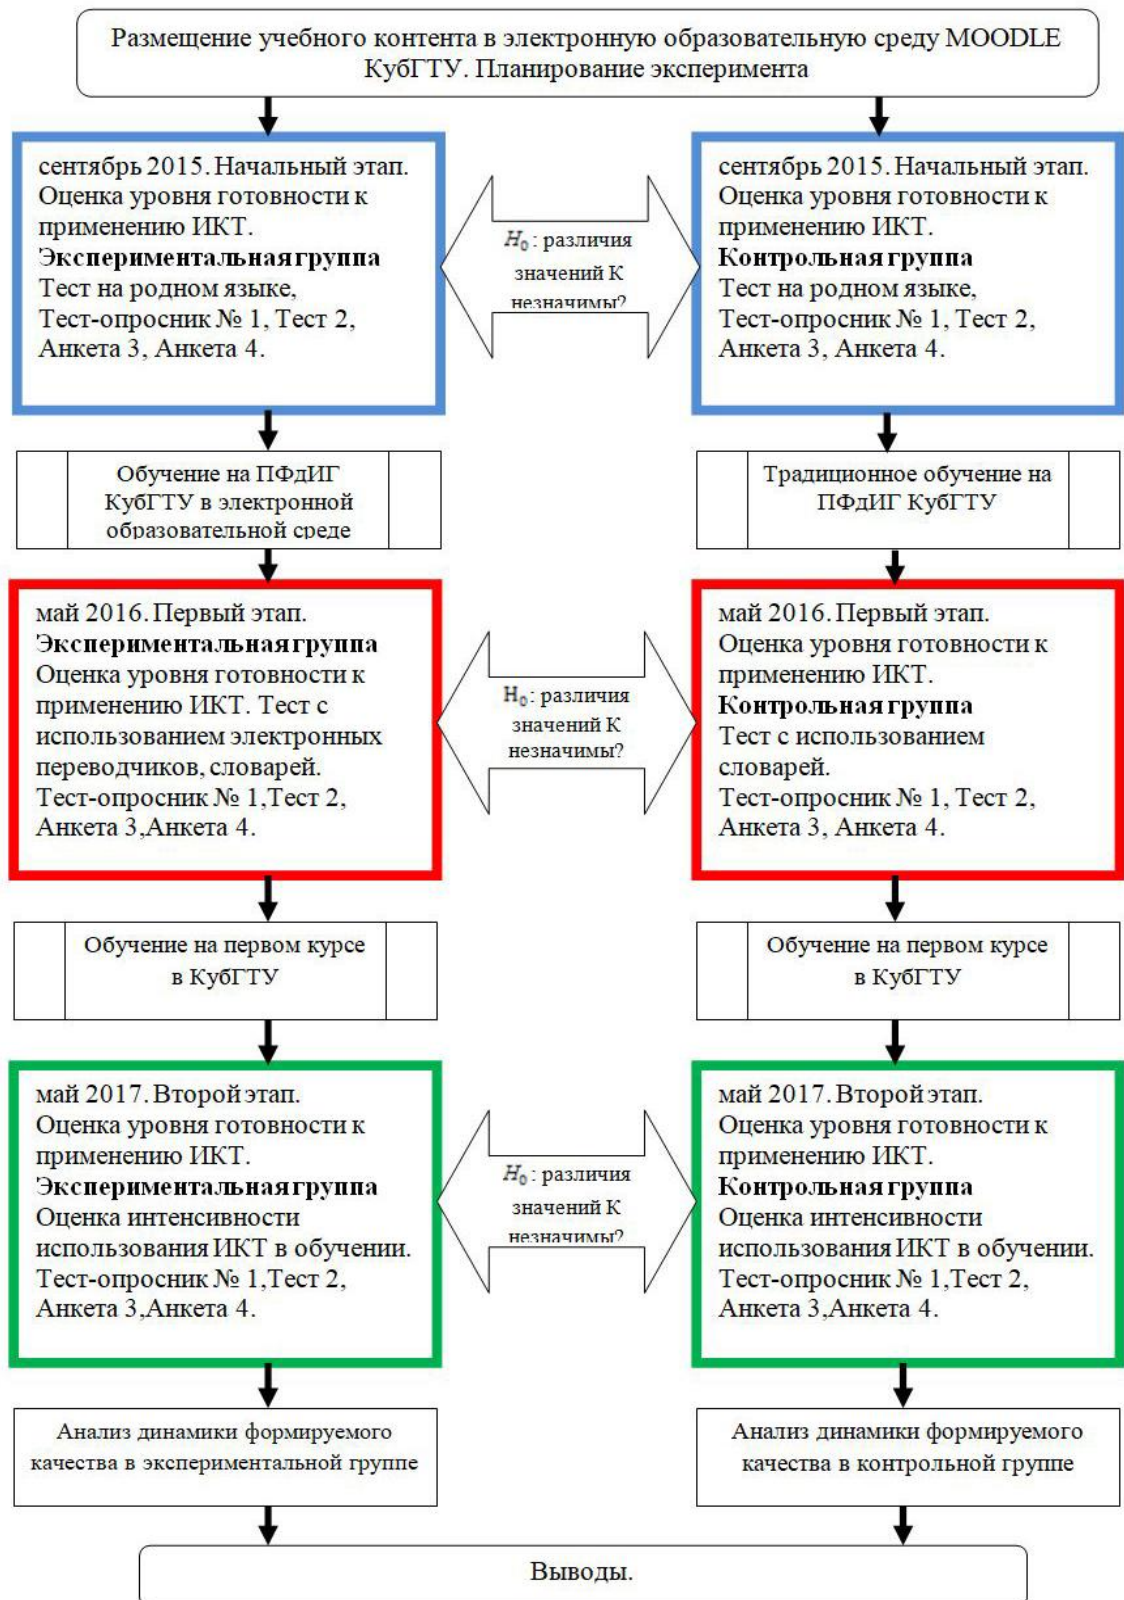 Размещение учебного контента в электронную образовательную среду MOODLE
КубГТУ. Планирование эксперимента
сентябрь 2015. Начальный этап.
Оценка уровня готовности к
применению ИКТ.
Экспериментальная группа
Тест на родном языке,
Тест-опросник № 1, Тест 2,
Анкета 3, Анкета 4.
H₀: различия
значений К
незначимы?
сентябрь 2015. Начальный этап.
Оценка уровня готовности к
применению ИКТ.
Контрольная группа
Тест на родном языке,
Тест-опросник № 1, Тест 2,
Анкета 3, Анкета 4.
Обучение на ПФдИГ
КубГТУ в электронной
образовательной среде
Традиционное обучение на
ПФдИГ КубГТУ
май 2016. Первый этап.
Экспериментальная группа
Оценка уровня готовности к
применению ИКТ. Тест с
использованием электронных
переводчиков, словарей.
Тест-опросник № 1,Тест 2,
Анкета 3,Анкета 4.
H₀: различия
значений К
незначимы?
май 2016. Первый этап.
Оценка уровня готовности к
применению ИКТ.
Контрольная группа
Тест с использованием
словарей.
Тест-опросник № 1, Тест 2,
Анкета 3, Анкета 4.
Обучение на первом курсе
в КубГТУ
Обучение на первом курсе
в КубГТУ
май 2017. Второй этап.
Оценка уровня готовности к
применению ИКТ.
Экспериментальная группа
Оценка интенсивности
использования ИКТ в обучении.
Тест-опросник № 1,Тест 2,
Анкета 3,Анкета 4.
H₀: различия
значений К
незначимы?
май 2017. Второй этап.
Оценка уровня готовности к
применению ИКТ.
Контрольная группа
Оценка интенсивности
использования ИКТ в обучении.
Тест-опросник № 1,Тест 2,
Анкета 3,Анкета 4.
Анализ динамики формируемого
качества в экспериментальной группе
Анализ динамики формируемого
качества в контрольной группе
Выводы.